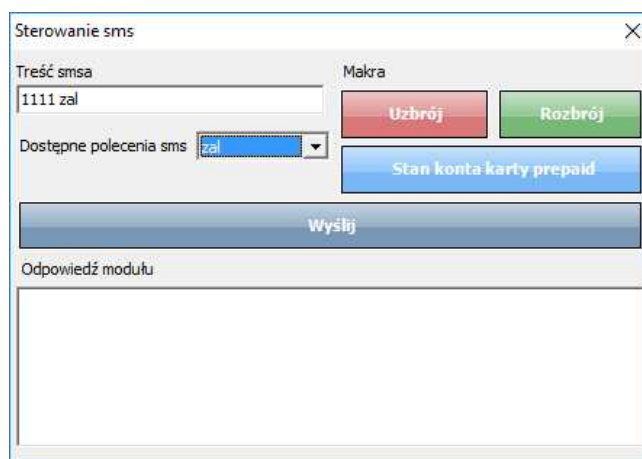 Sterowanie sms
Treść smsa
Makra
1111 zal
Uzbrój
Rozbrój
Dostępne polecenia sms
zal
Stan konta karty prepaid
Wyślij
Odpowiedź modułu